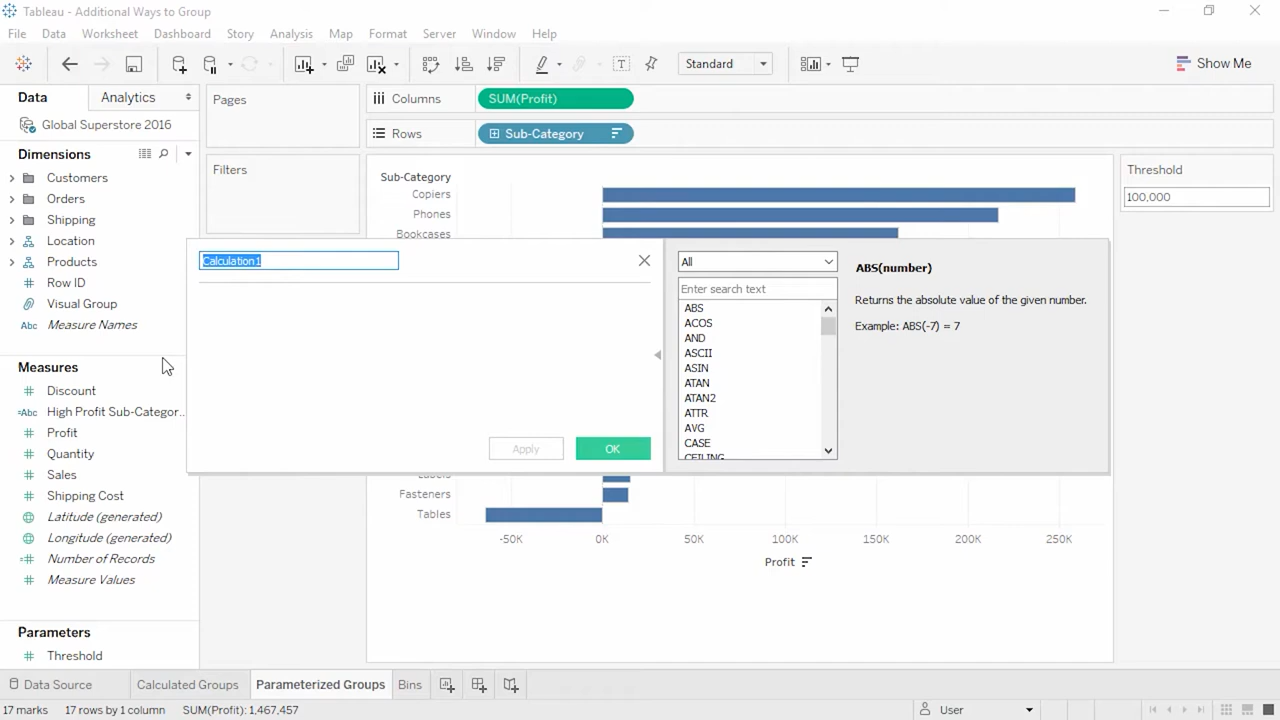 Tableau - Additional Ways to Group
File Data Worksheet Dashboard Story Analysis Map Format Server Window Help
Standard
Show Me
Data Analytics
Global Superstore 2016
Dimensions
Customers
Orders
Shipping
Location
Products
Row ID
Visual Group
Abc Measure Names
Measures
Discount
=Abc High Profit Sub-Categor...
Profit
Quantity
Sales
Shipping Cost
Latitude (generated)
Longitude (generated)
Number of Records
Measure Values
Parameters
Threshold
Pages
Filters
Columns SUM(Profit)
Rows Sub-Category
Sub-Category
Copiers
Phones
Bookcases
Calculation1
Apply OK
All
Enter search text
ABS
ACOS
AND
ASCII
ASIN
ATAN
ATAN2
ATTR
AVG
CASE
CEILING
ABS(number)
Returns the absolute value of the given number.
Example: ABS(-7) = 7
Labels
Fasteners
Tables
-50K 0K 50K 100K 150K 200K 250K
Profit
Threshold
100,000
Data Source Calculated Groups Parameterized Groups Bins
17 marks 17 rows by 1 column SUM(Profit): 1,467,457 User